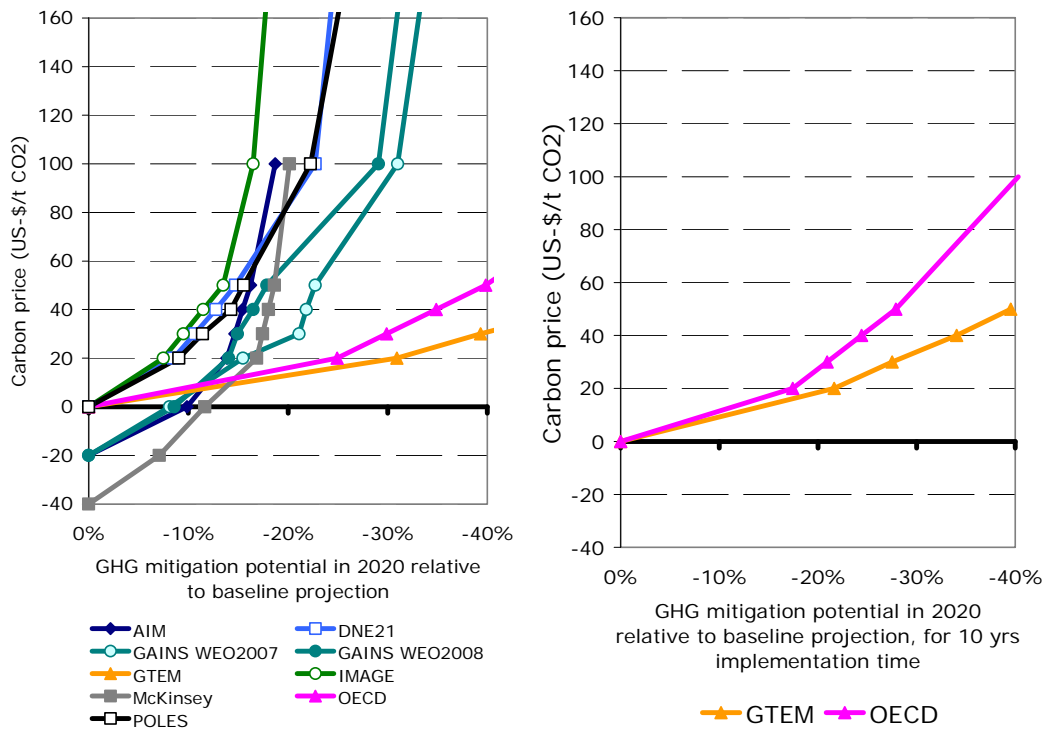 160
140
120
100
80
60
40
20
0
-20
-40
Carbon price (US-$/t CO2)
0% -10% -20% -30% -40%
GHG mitigation potential in 2020 relative
to baseline projection
AIM DNE21
GAINS WEO2007 GAINS WEO2008
GTEM IMAGE
McKinsey OECD
POLES
160
140
120
100
80
60
40
20
0
-20
-40
Carbon price (US-$/t CO2)
0% -10% -20% -30% -40%
GHG mitigation potential in 2020
relative to baseline projection, for 10 yrs
implementation time
GTEM OECD